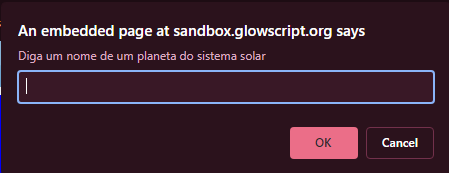 An embedded page at sandbox.glowscript.org says
Diga um nome de um planeta do sistema solar
OK
Cancel